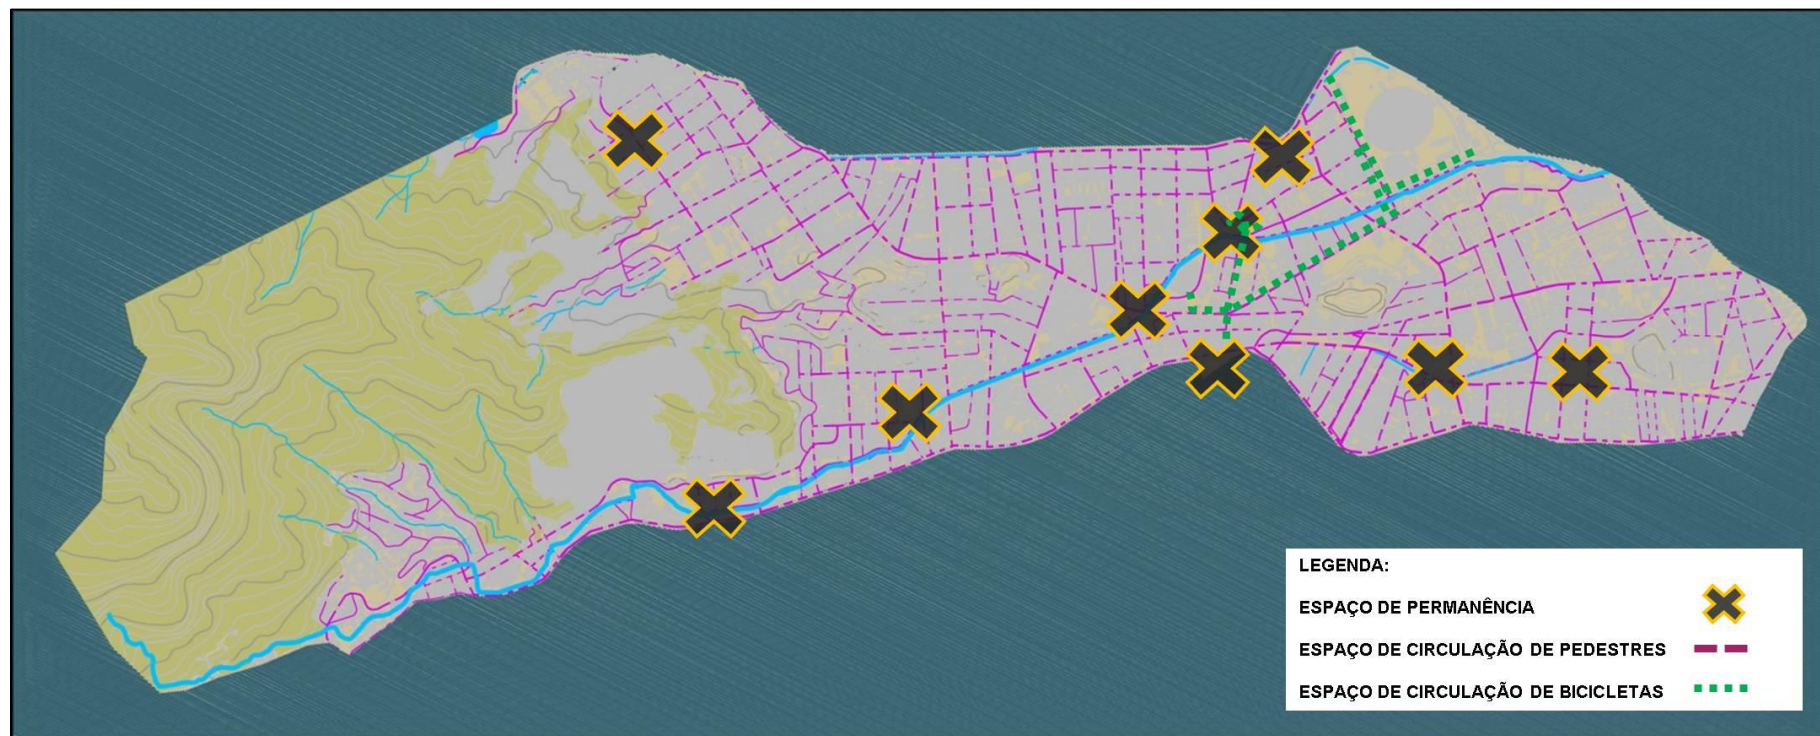 LEGENDA:
ESPAÇO DE PERMANÊNCIA
ESPAÇO DE CIRCULAÇÃO DE PEDESTRES
ESPAÇO DE CIRCULAÇÃO DE BICICLETAS